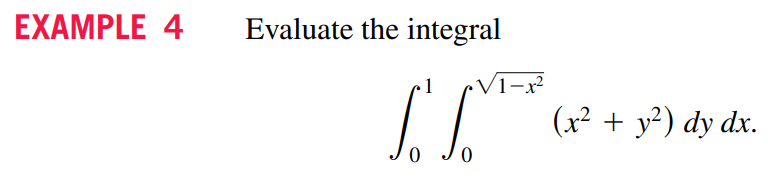 EXAMPLE 4 Evaluate the integral
∫₀¹ ∫₀^√(1−x²) (x² + y²) dy dx.